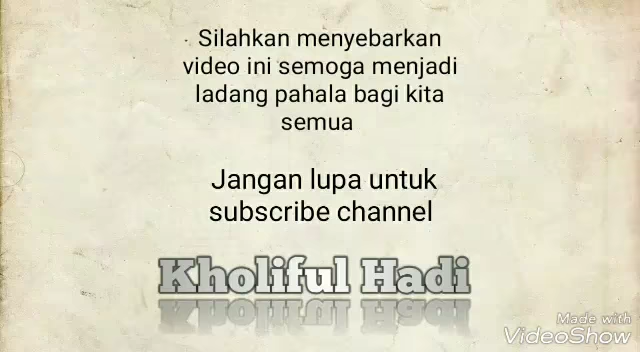 Silahkan menyebarkan
video ini semoga menjadi
ladang pahala bagi kita
semua
Jangan lupa untuk
subscribe channel
Kholiful Hadi
Made with
VideoShow